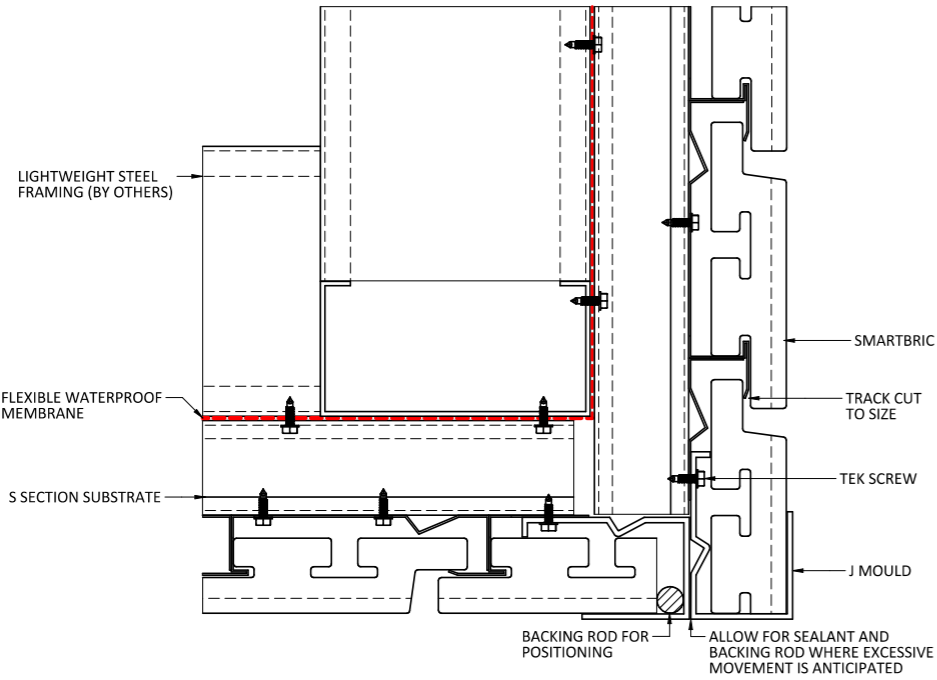 LIGHTWEIGHT STEEL
FRAMING (BY OTHERS)
FLEXIBLE WATERPROOF
MEMBRANE
S SECTION SUBSTRATE
SMARTBRIC
TRACK CUT
TO SIZE
TEK SCREW
J MOULD
BACKING ROD FOR
POSITIONING
ALLOW FOR SEALANT AND
BACKING ROD WHERE EXCESSIVE
MOVEMENT IS ANTICIPATED